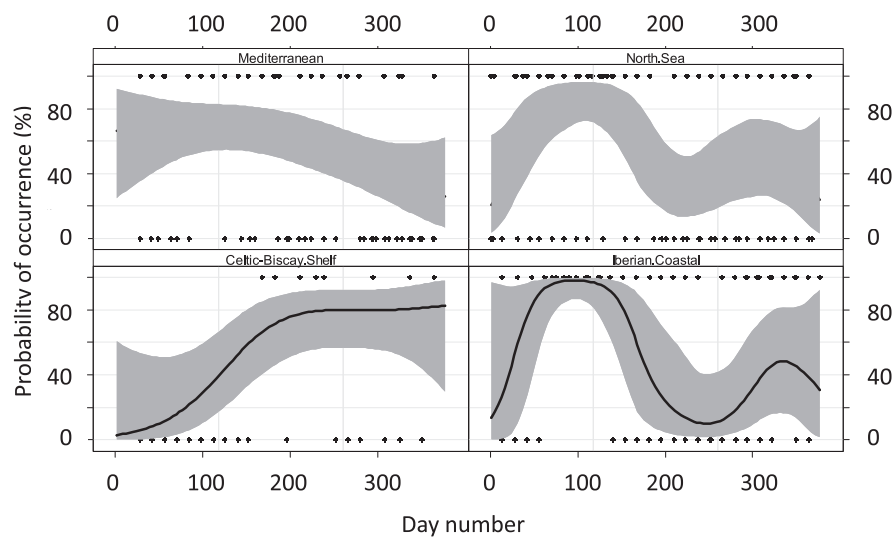 0 100 200 300 0 100 200 300
Mediterranean North.Sea
80 80
40 40
0 0
Celtic-Biscay.Shelf Iberian.Coastal
80 80
40 40
0 0
0 100 200 300 0 100 200 300
Probability of occurrence (%)
Day number